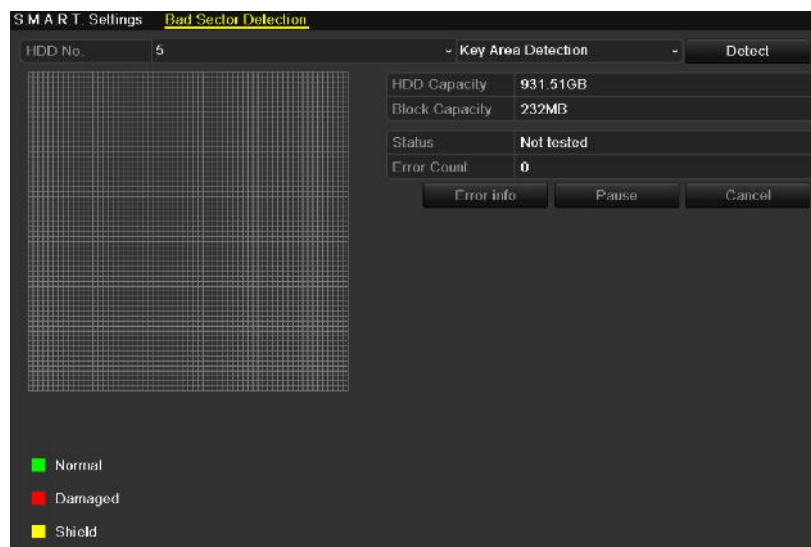 S.M.A.R.T. Settings Bad Sector Detection
HDD No. 5 Key Area Detection Detect
HDD Capacity 931.51GB
Block Capacity 232MB
Status Not tested
Error Count 0
Error info Pause Cancel
Normal
Damaged
Shield